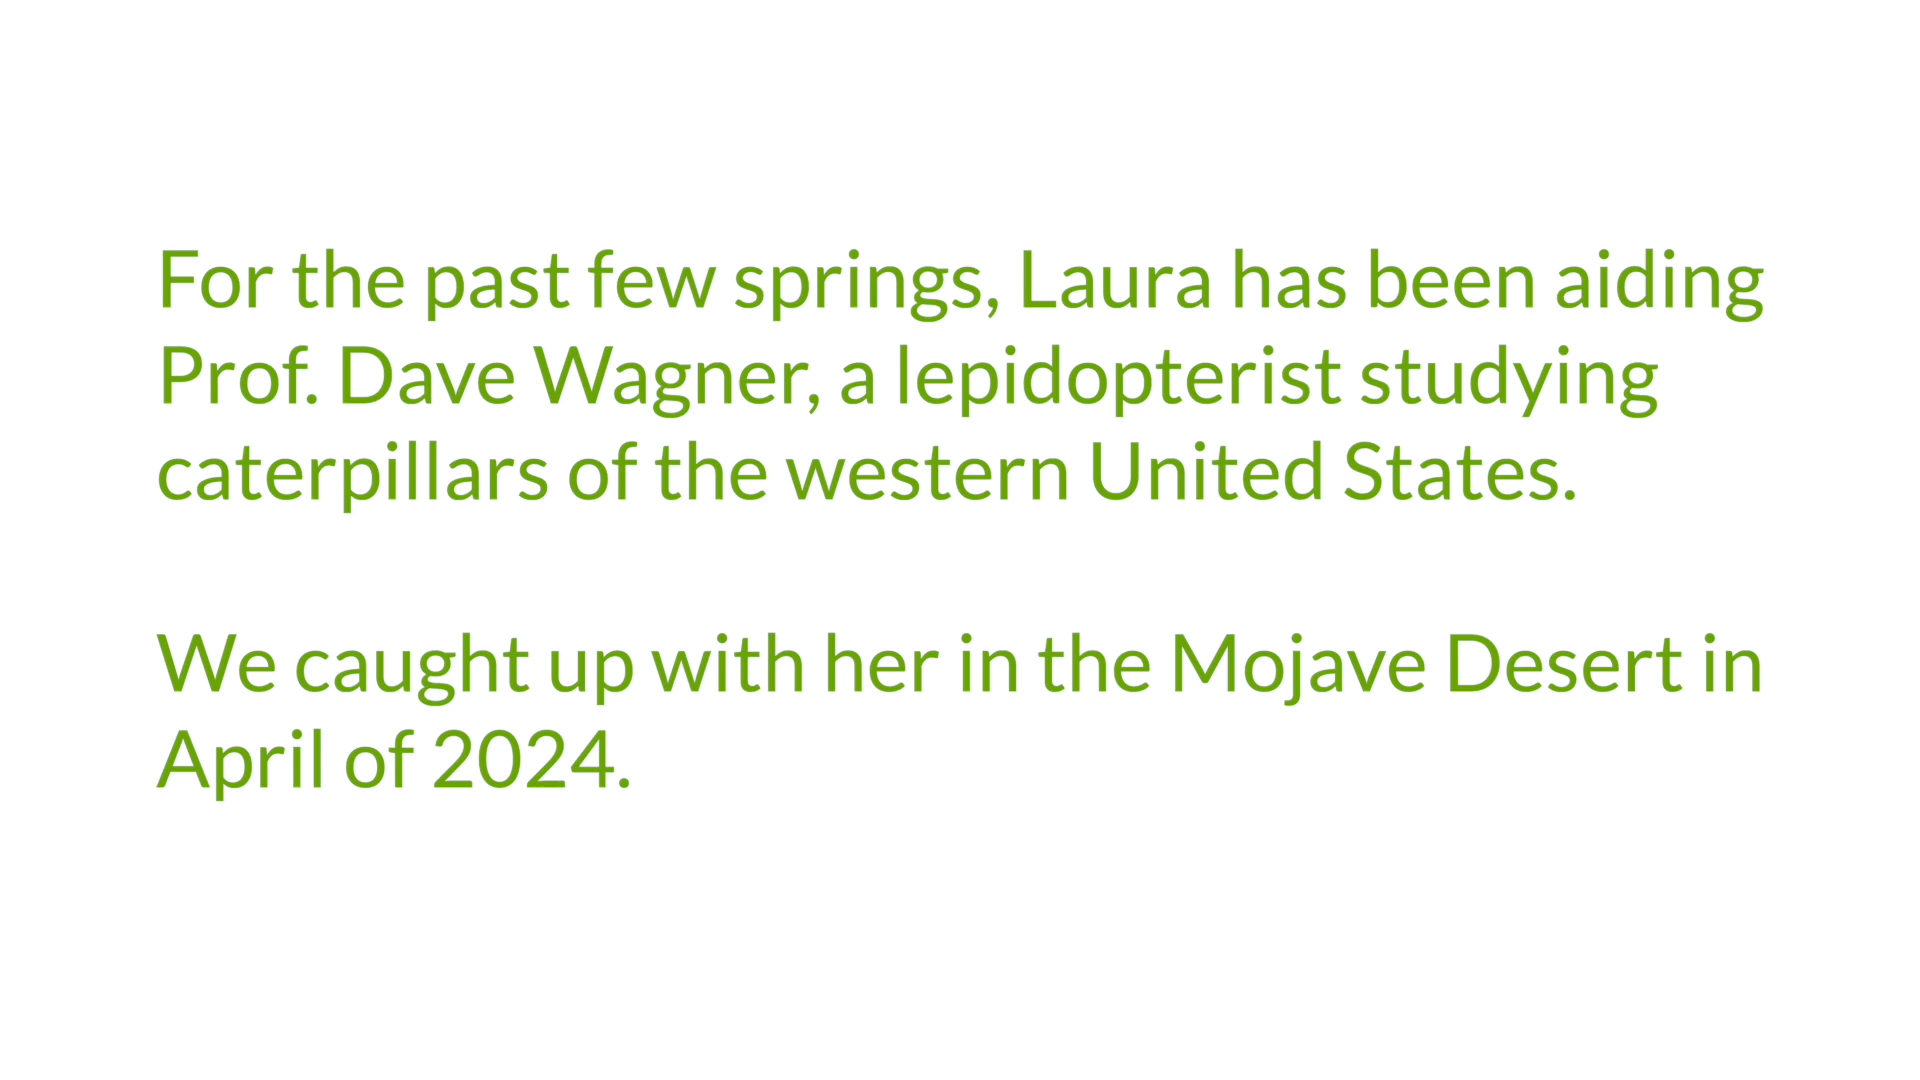 For the past few springs, Laura has been aiding
Prof. Dave Wagner, a lepidopterist studying
caterpillars of the western United States.
We caught up with her in the Mojave Desert in
April of 2024.